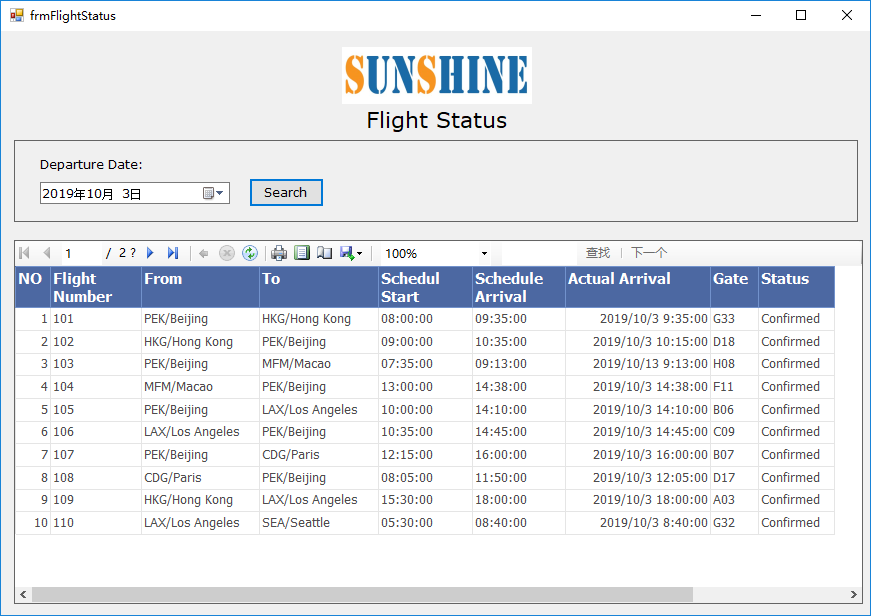 frmFlightStatus
SUNSHINE
Flight Status
Departure Date:
2019年10月 3日
Search
1 / 2 ? 100% 查找 下一个
NO Flight Number From To Schedul Start Schedule Arrival Actual Arrival Gate Status
1 101 PEK/Beijing HKG/Hong Kong 08:00:00 09:35:00 2019/10/3 9:35:00 G33 Confirmed
2 102 HKG/Hong Kong PEK/Beijing 09:00:00 10:35:00 2019/10/3 10:15:00 D18 Confirmed
3 103 PEK/Beijing MFM/Macao 07:35:00 09:13:00 2019/10/13 9:13:00 H08 Confirmed
4 104 MFM/Macao PEK/Beijing 13:00:00 14:38:00 2019/10/3 14:38:00 F11 Confirmed
5 105 PEK/Beijing LAX/Los Angeles 10:00:00 14:10:00 2019/10/3 14:10:00 B06 Confirmed
6 106 LAX/Los Angeles PEK/Beijing 10:35:00 14:45:00 2019/10/3 14:45:00 C09 Confirmed
7 107 PEK/Beijing CDG/Paris 12:15:00 16:00:00 2019/10/3 16:00:00 B07 Confirmed
8 108 CDG/Paris PEK/Beijing 08:05:00 11:50:00 2019/10/3 12:05:00 D17 Confirmed
9 109 HKG/Hong Kong LAX/Los Angeles 15:30:00 18:00:00 2019/10/3 18:00:00 A03 Confirmed
10 110 LAX/Los Angeles SEA/Seattle 05:30:00 08:40:00 2019/10/3 8:40:00 G32 Confirmed